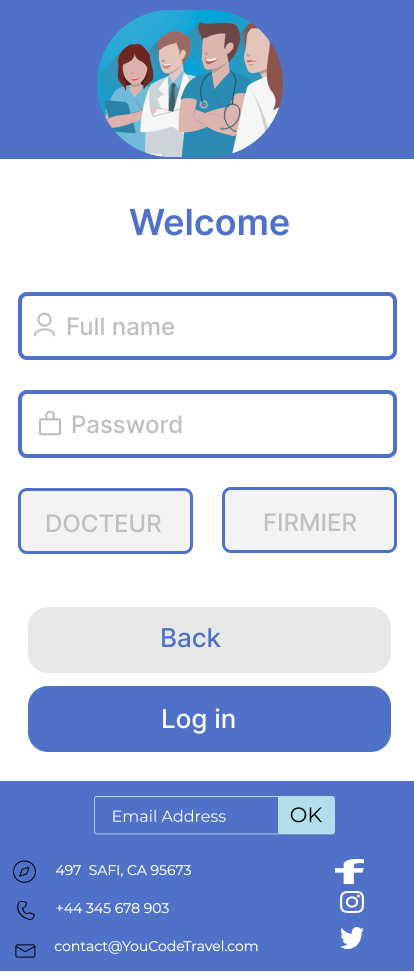 Welcome
Full name
Password
DOCTEUR
FIRMIER
Back
Log in
Email Address
OK
497 SAFI, CA 95673
+44 345 678 903
contact@YouCodeTravel.com